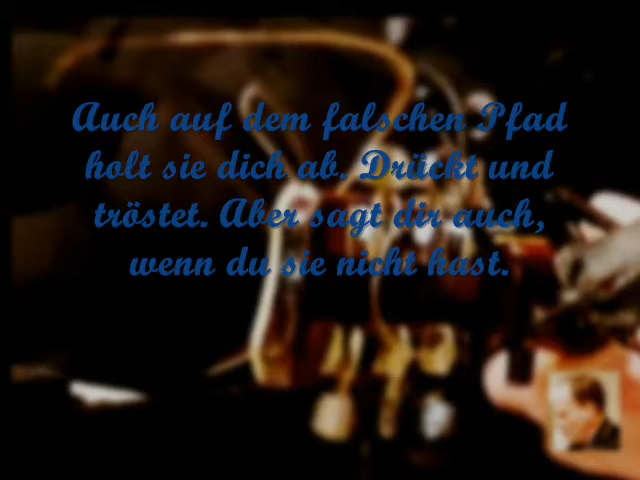 Auch auf dem falschen Pfad
holt sie dich ab. Drückt und
tröstet. Aber sagt dir auch,
wenn du sie nicht hast.